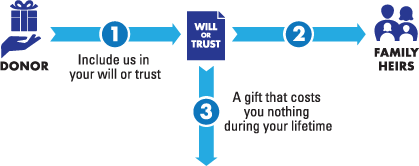 DONOR
1
Include us in
your will or trust
WILL
OR
TRUST
2
FAMILY
HEIRS
3
A gift that costs
you nothing
during your lifetime